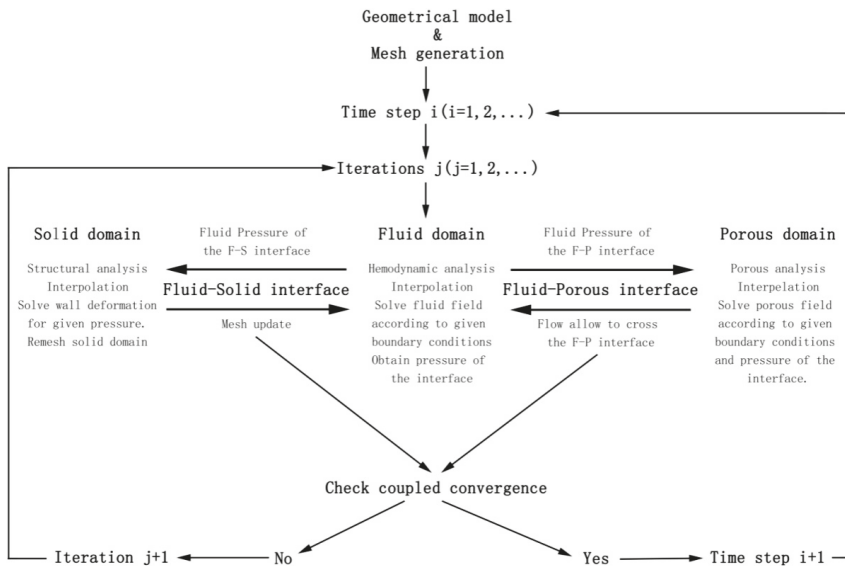 Geometrical model
&
Mesh generation
Time step i(i=1,2,...)
Iterations j(j=1,2,...)
Solid domain
Structural analysis
Interpolation
Solve wall deformation
for given pressure.
Remesh solid domain
Fluid Pressure of
the F-S interface
Fluid-Solid interface
Mesh update
Fluid domain
Hemodynamic analysis
Interpolation
Solve fluid field
according to given
boundary conditions
Obtain pressure of
the interface
Fluid Pressure of
the F-P interface
Fluid-Porous interface
Flow allow to cross
the F-P interface
Porous domain
Porous analysis
Interpelation
Solve porous field
according to given
boundary conditions
and pressure of the
interface.
Check coupled convergence
Iteration j+1
No
Yes
Time step i+1